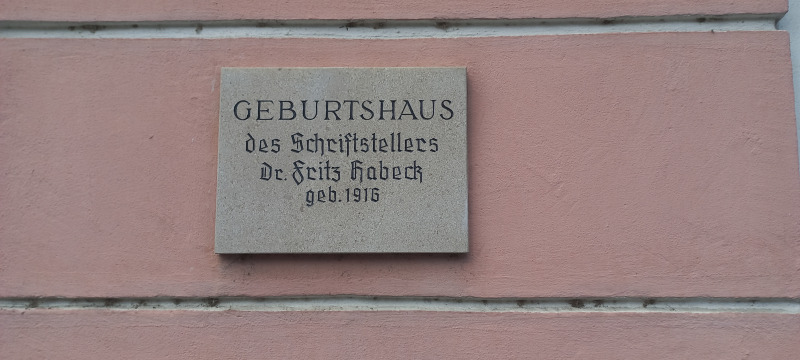 GEBURTSHAUS
des Schriftstellers
Dr. Fritz Habeck
geb. 1916